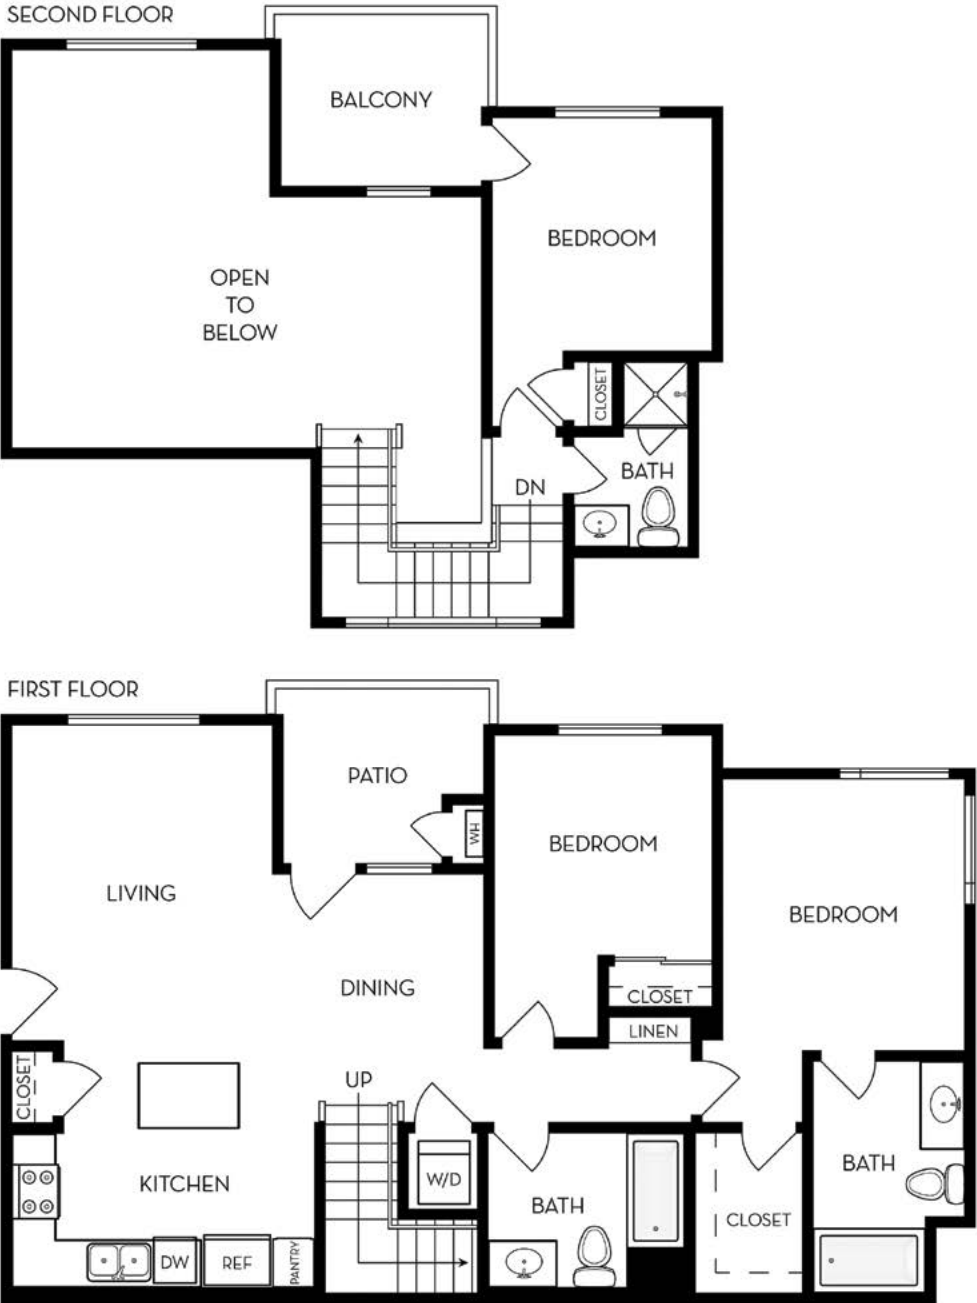 SECOND FLOOR
BALCONY
BEDROOM
OPEN
TO
BELOW
CLOSET
BATH
DN
FIRST FLOOR
PATIO
WH
BEDROOM
LIVING
BEDROOM
DINING
CLOSET
LINEN
CLOSET
UP
KITCHEN
W/D
BATH
BATH
CLOSET
DW
REF
PANTRY